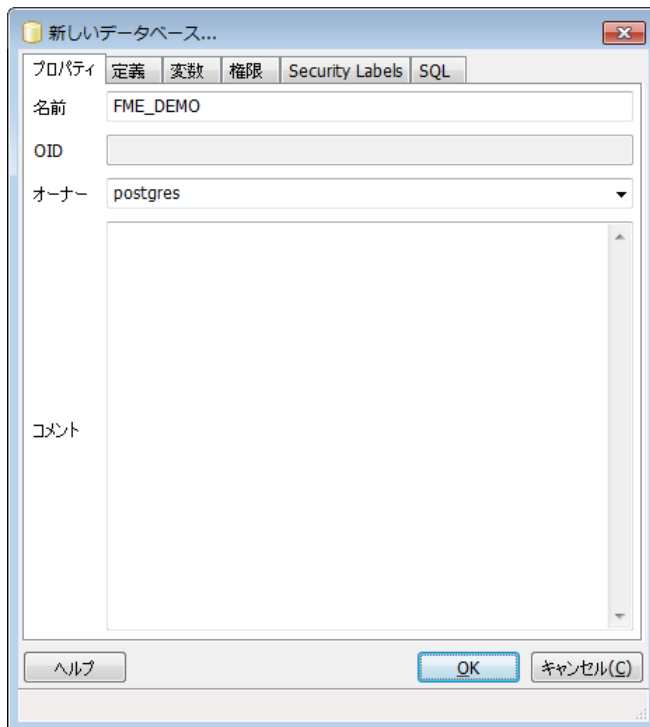 新しいデータベース...
プロパティ 定義 変数 権限 Security Labels SQL
名前 FME_DEMO
OID
オーナー postgres
コメント
ヘルプ OK キャンセル(C)